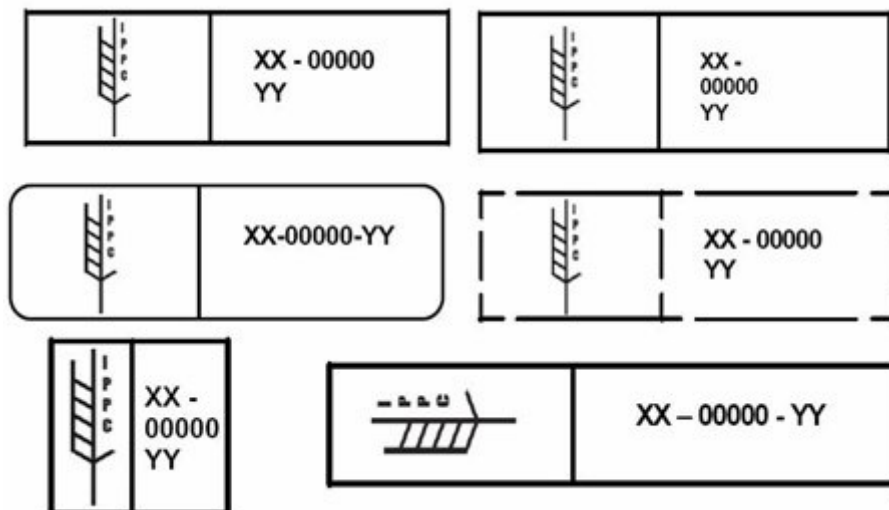 IPPC
XX - 00000
YY
IPPC
XX -
00000
YY
IPPC
XX-00000-YY
IPPC
XX - 00000
YY
IPPC
XX -
00000
YY
IPPC
XX – 00000 - YY